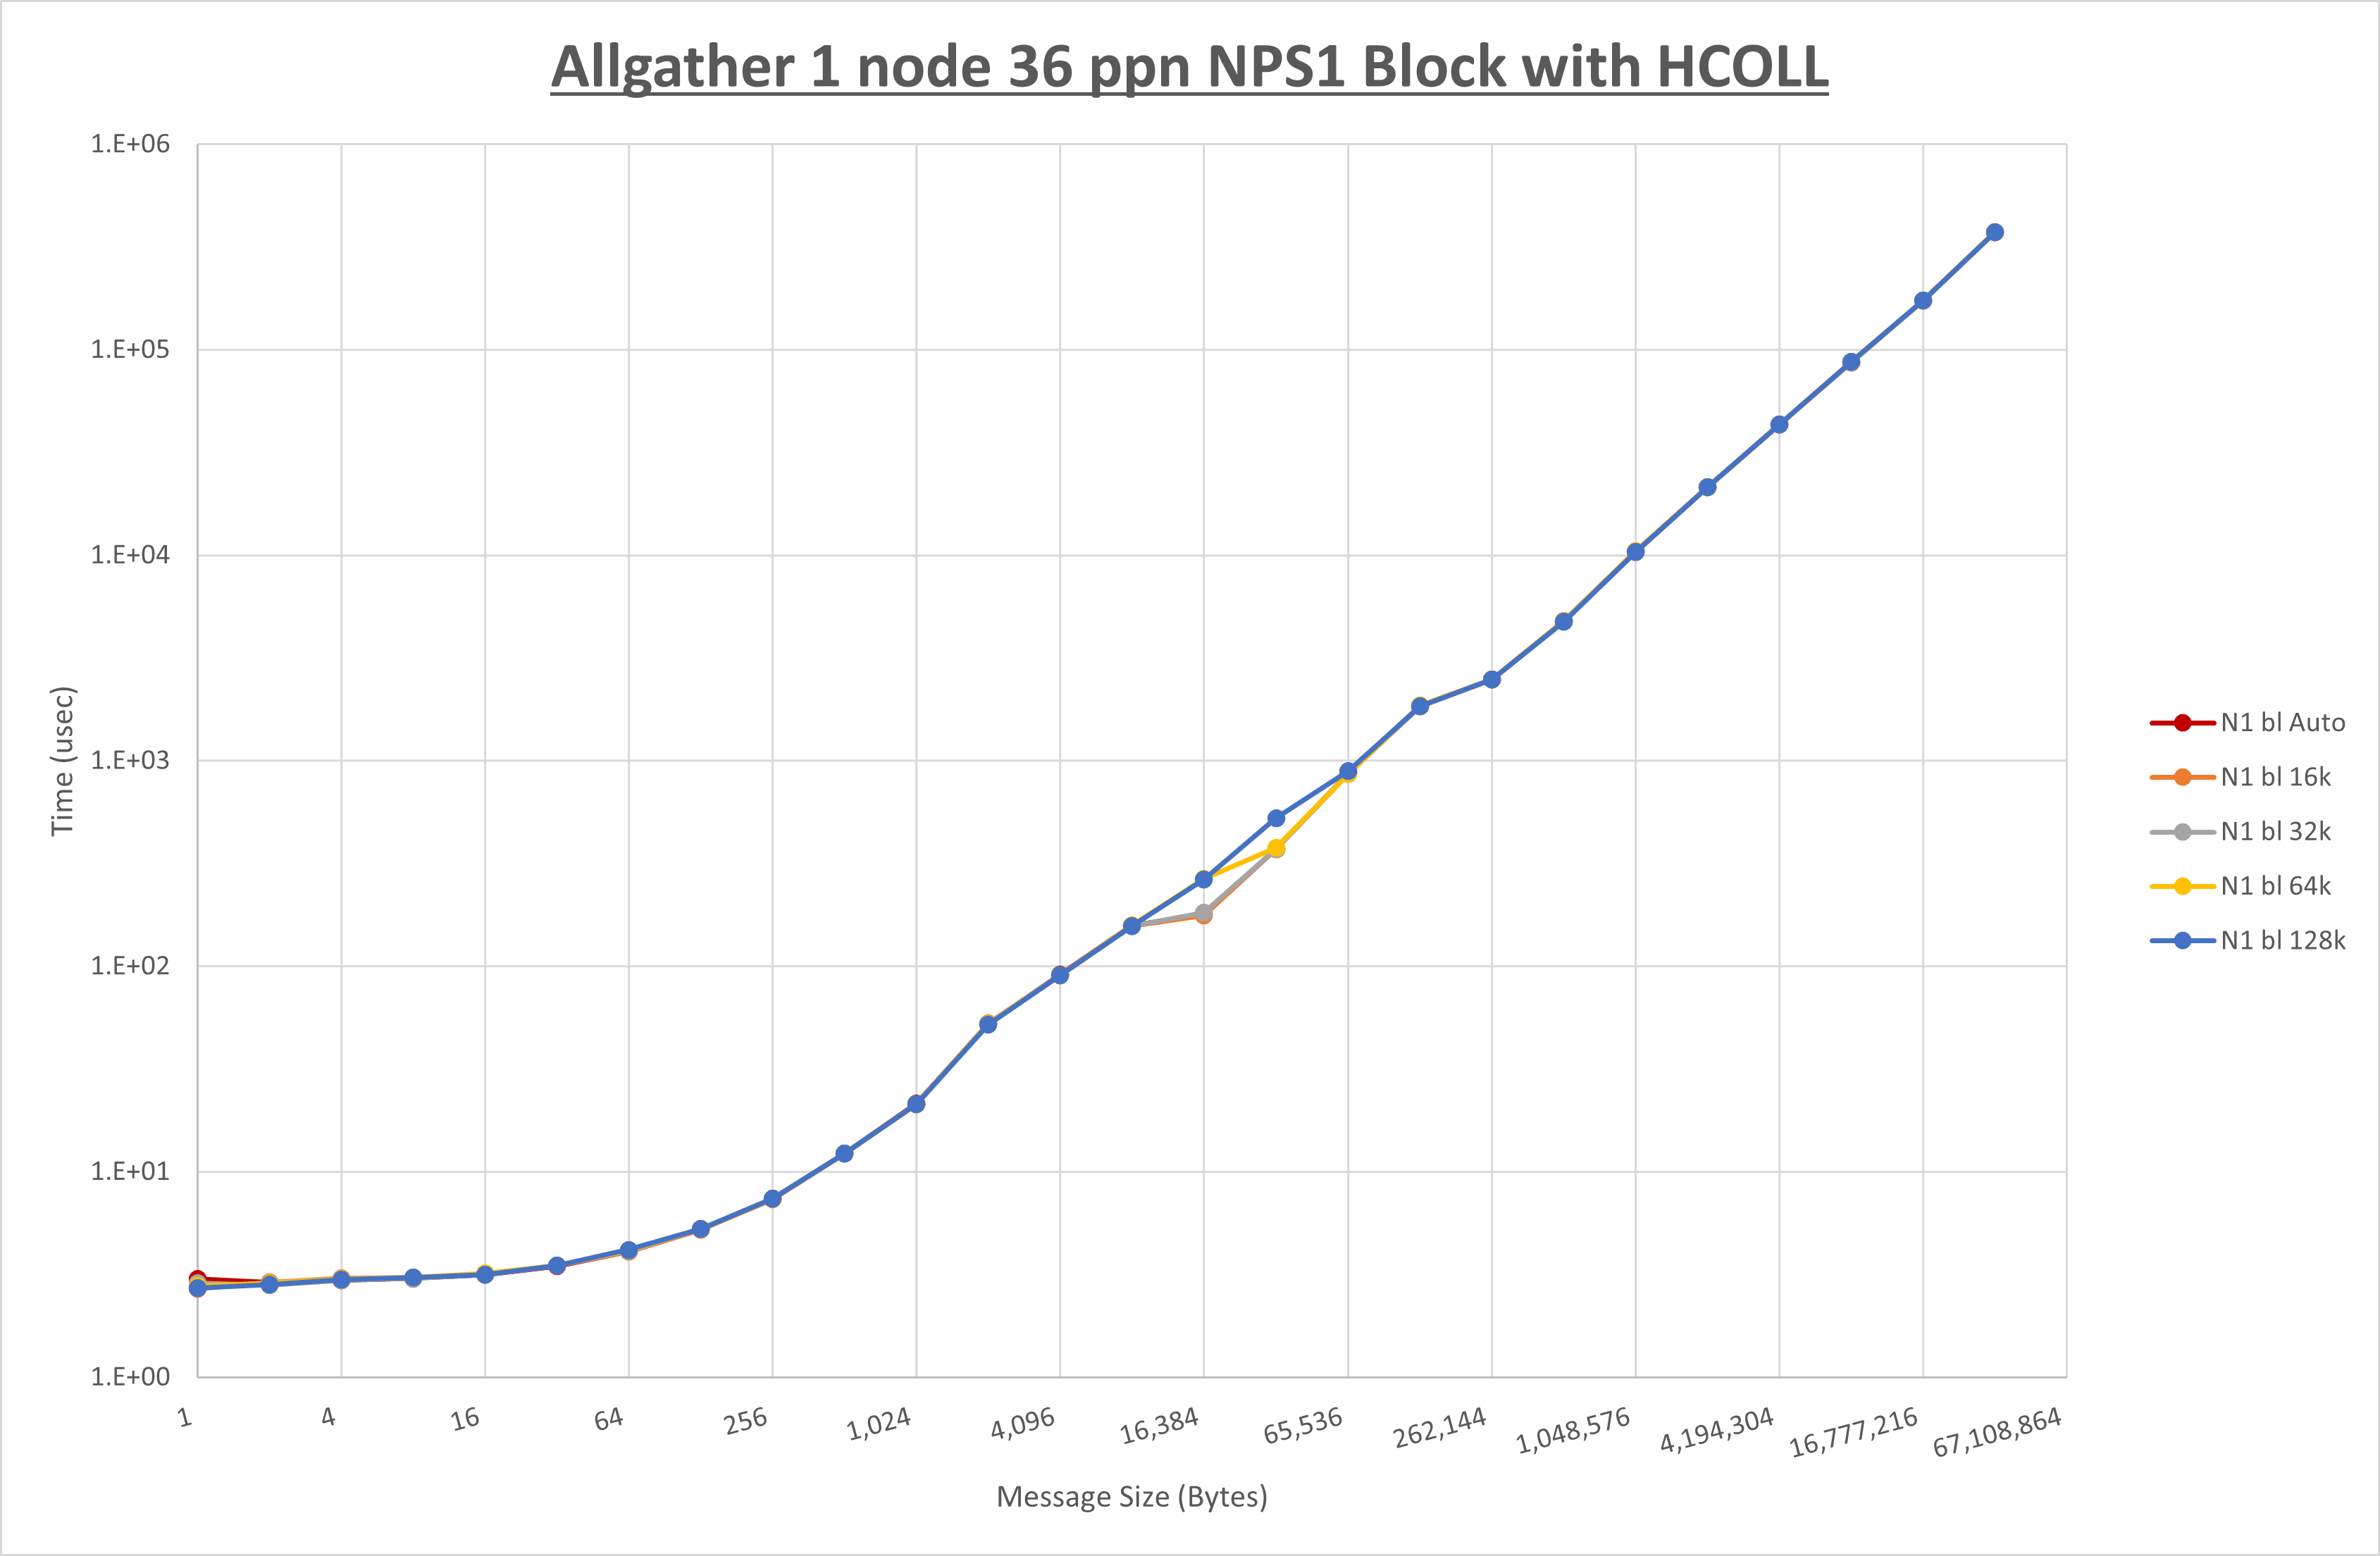 Allgather 1 node 36 ppn NPS1 Block with HCOLL
1.E+06
1.E+05
1.E+04
1.E+03
1.E+02
1.E+01
1.E+00
Time (usec)
1
4
16
64
256
1,024
4,096
16,384
65,536
262,144
1,048,576
4,194,304
16,777,216
67,108,864
Message Size (Bytes)
N1 bl Auto
N1 bl 16k
N1 bl 32k
N1 bl 64k
N1 bl 128k